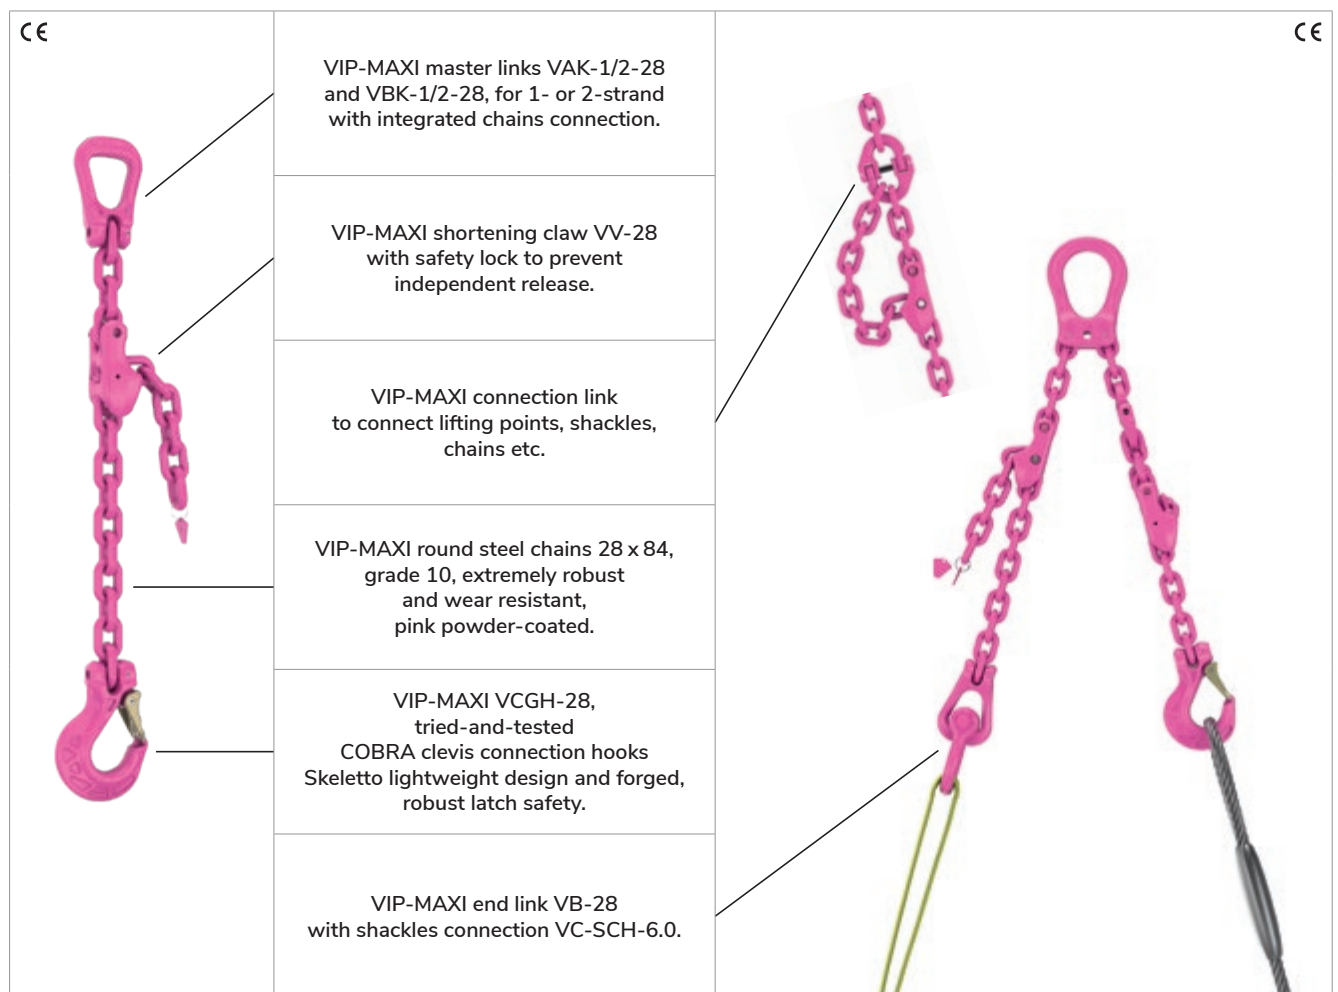 CE
CE
VIP-MAXI master links VAK-1/2-28
and VBK-1/2-28, for 1- or 2-strand
with integrated chains connection.
VIP-MAXI shortening claw VV-28
with safety lock to prevent
independent release.
VIP-MAXI connection link
to connect lifting points, shackles,
chains etc.
VIP-MAXI round steel chains 28 x 84,
grade 10, extremely robust
and wear resistant,
pink powder-coated.
VIP-MAXI VCGH-28,
tried-and-tested
COBRA clevis connection hooks
Skeletto lightweight design and forged,
robust latch safety.
VIP-MAXI end link VB-28
with shackles connection VC-SCH-6.0.